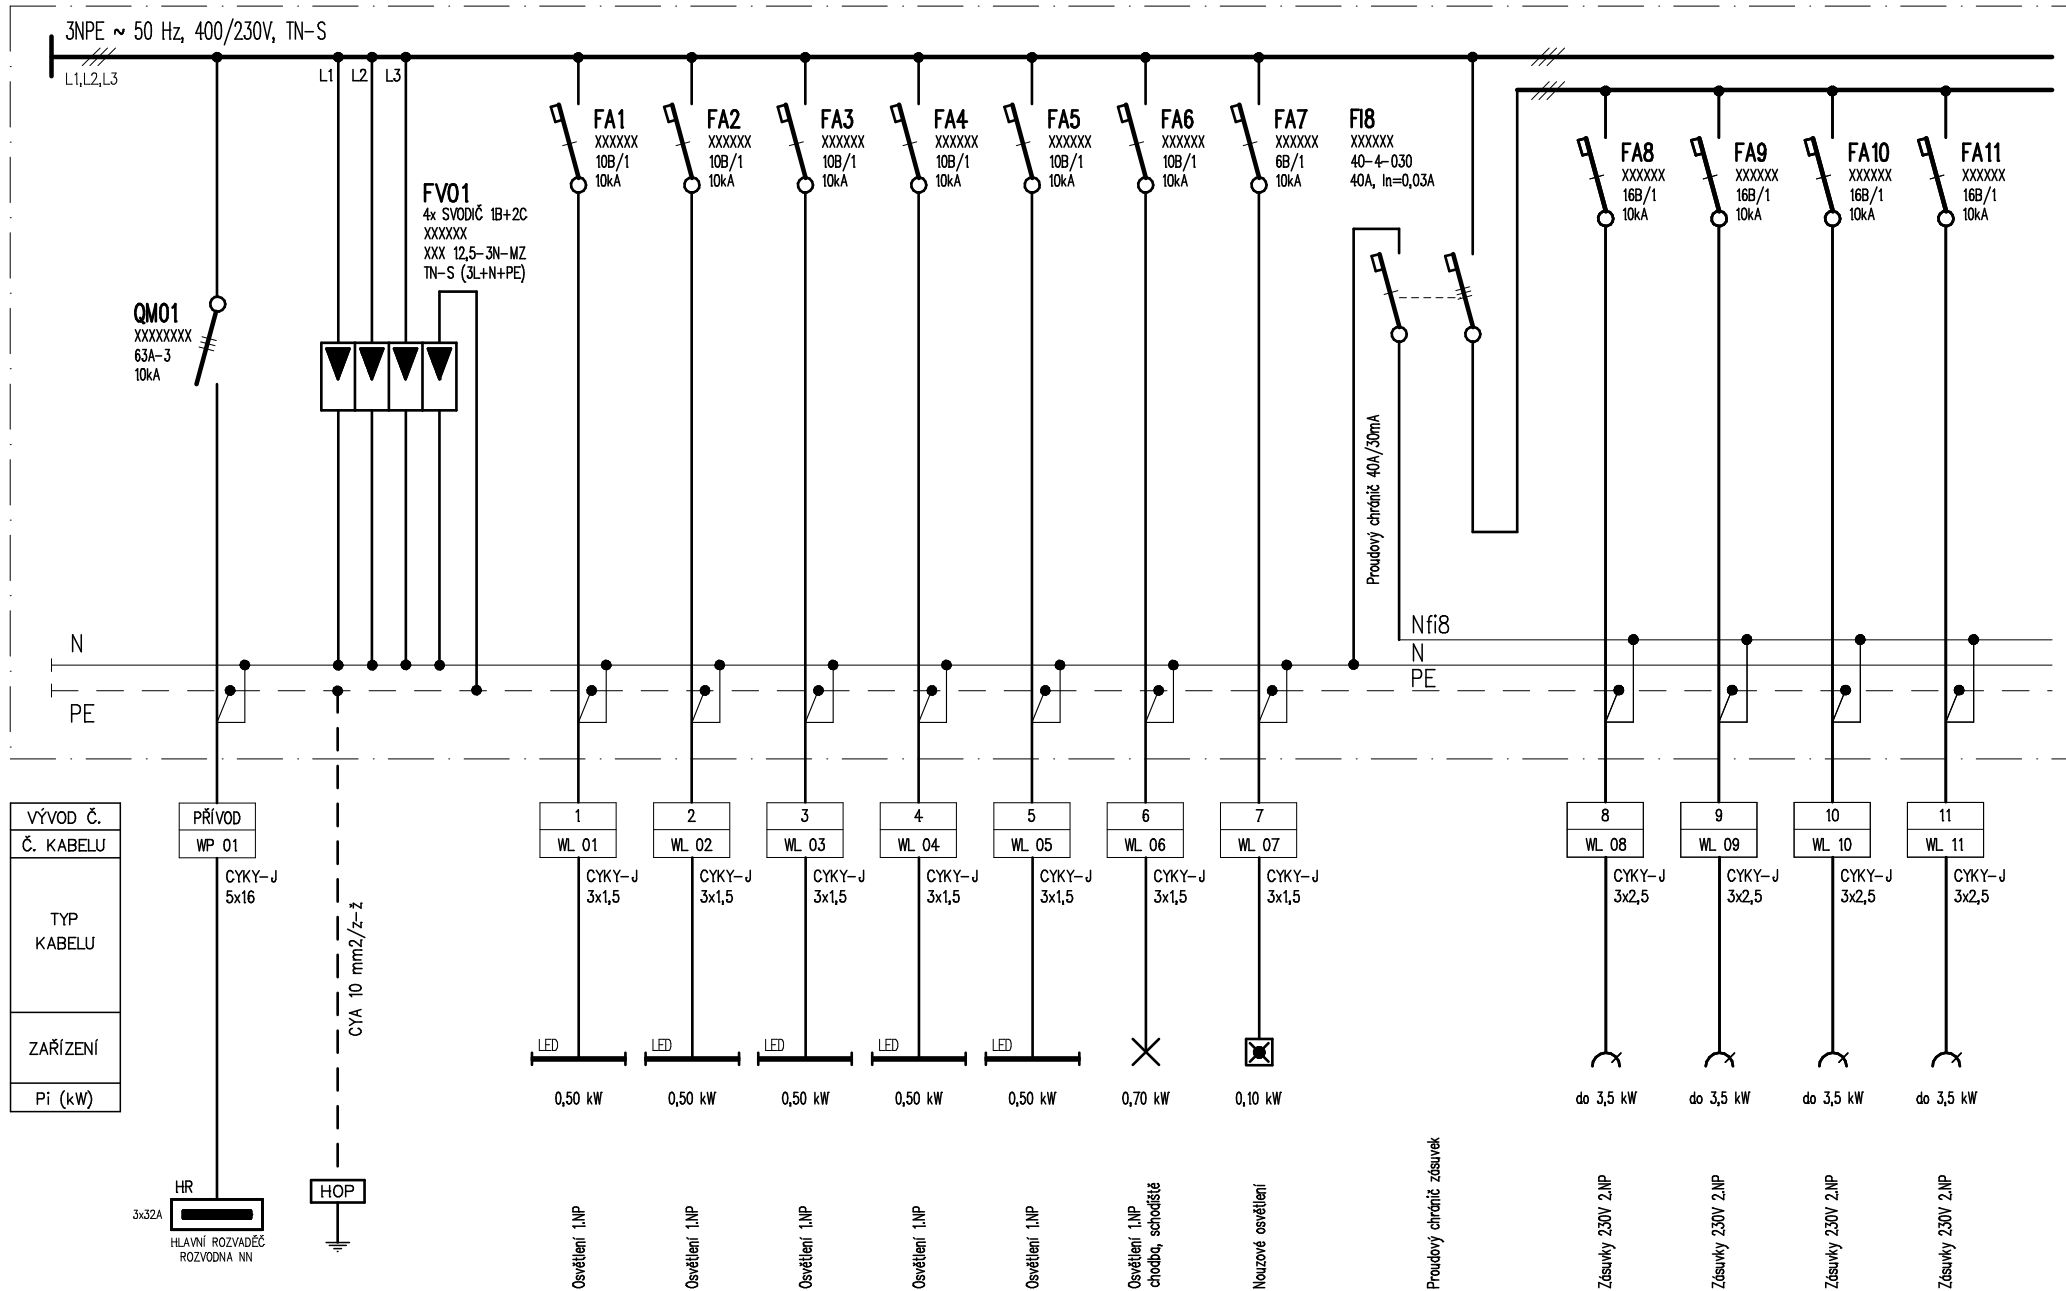 3NPE ~ 50 Hz, 400/230V, TN-S
L1,L2,L3
L1
L2
L3
QM01
XXXXXXXX
63A-3
10kA
FV01
4x SVODIČ 1B+2C
XXXXXX
XXX 12,5-3N-MZ
TN-S (3L+N+PE)
FA1
XXXXXX
10B/1
10kA
FA2
XXXXXX
10B/1
10kA
FA3
XXXXXX
10B/1
10kA
FA4
XXXXXX
10B/1
10kA
FA5
XXXXXX
10B/1
10kA
FA6
XXXXXX
10B/1
10kA
FA7
XXXXXX
6B/1
10kA
FI8
XXXXXX
40-4-030
40A, In=0,03A
Proudový chránič 40A/30mA
FA8
XXXXXX
16B/1
10kA
FA9
XXXXXX
16B/1
10kA
FA10
XXXXXX
16B/1
10kA
FA11
XXXXXX
16B/1
10kA
N
PE
Nfi8
N
PE
VÝVOD Č.
Č. KABELU
TYP
KABELU
ZAŘÍZENÍ
Pi (kW)
PŘÍVOD
WP 01
CYKY-J
5x16
HR
3x32A
HLAVNÍ ROZVADĚČ
ROZVODNA NN
CYA 10 mm2/z-ž
HOP
1
WL 01
CYKY-J
3x1,5
LED
0,50 kW
Osvětlení 1.NP
2
WL 02
CYKY-J
3x1,5
LED
0,50 kW
Osvětlení 1.NP
3
WL 03
CYKY-J
3x1,5
LED
0,50 kW
Osvětlení 1.NP
4
WL 04
CYKY-J
3x1,5
LED
0,50 kW
Osvětlení 1.NP
5
WL 05
CYKY-J
3x1,5
LED
0,50 kW
Osvětlení 1.NP
6
WL 06
CYKY-J
3x1,5
0,70 kW
Osvětlení 1.NP
chodba, schodiště
7
WL 07
CYKY-J
3x1,5
0,10 kW
Nouzové osvětlení
Proudový chránič zásuvek
8
WL 08
CYKY-J
3x2,5
do 3,5 kW
Zásuvky 230V 2.NP
9
WL 09
CYKY-J
3x2,5
do 3,5 kW
Zásuvky 230V 2.NP
10
WL 10
CYKY-J
3x2,5
do 3,5 kW
Zásuvky 230V 2.NP
11
WL 11
CYKY-J
3x2,5
do 3,5 kW
Zásuvky 230V 2.NP